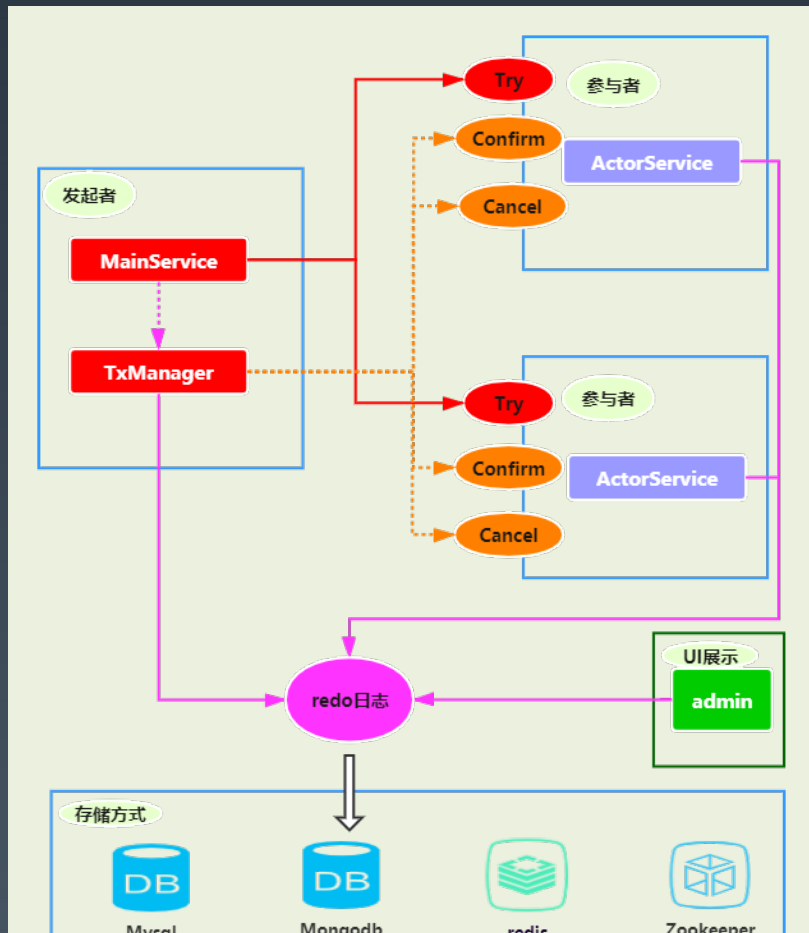 Try
参与者
Confirm
ActorService
Cancel
发起者
MainService
TxManager
Try
参与者
Confirm
ActorService
Cancel
redo日志
UI展示
admin
存储方式
DB
DB
Mysql
Mongodb
redis
Zookeeper